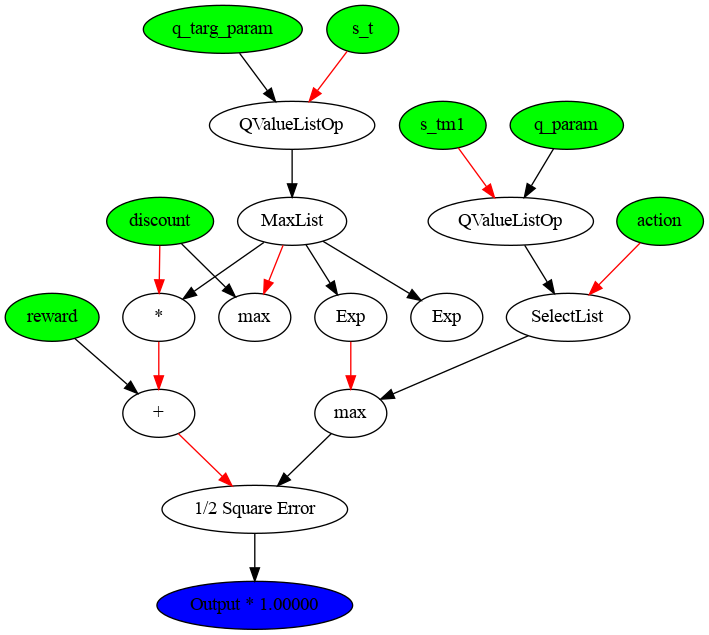 q_targ_param
s_t
QValueListOp
s_tm1
q_param
discount
MaxList
QValueListOp
action
reward
*
max
Exp
Exp
SelectList
+
max
1/2 Square Error
Output * 1.00000